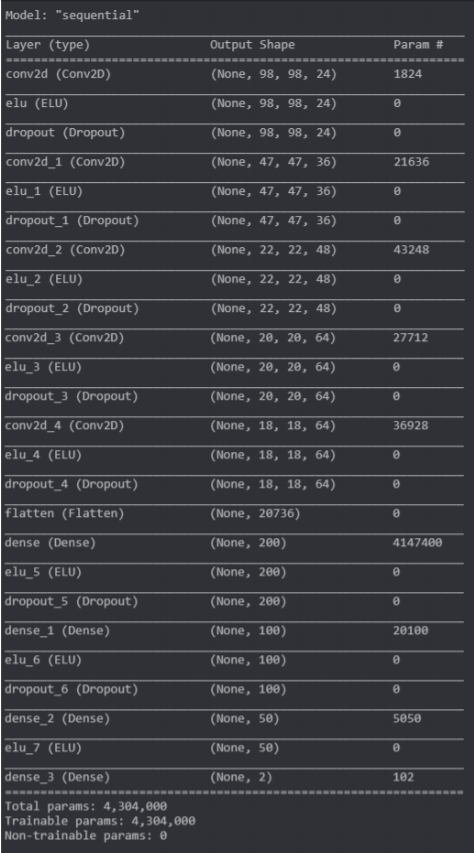 Model: "sequential"
Layer (type) Output Shape Param #
conv2d (Conv2D) (None, 98, 98, 24) 1824
elu (ELU) (None, 98, 98, 24) 0
dropout (Dropout) (None, 98, 98, 24) 0
conv2d_1 (Conv2D) (None, 47, 47, 36) 21636
elu_1 (ELU) (None, 47, 47, 36) 0
dropout_1 (Dropout) (None, 47, 47, 36) 0
conv2d_2 (Conv2D) (None, 22, 22, 48) 43248
elu_2 (ELU) (None, 22, 22, 48) 0
dropout_2 (Dropout) (None, 22, 22, 48) 0
conv2d_3 (Conv2D) (None, 20, 20, 64) 27712
elu_3 (ELU) (None, 20, 20, 64) 0
dropout_3 (Dropout) (None, 20, 20, 64) 0
conv2d_4 (Conv2D) (None, 18, 18, 64) 36928
elu_4 (ELU) (None, 18, 18, 64) 0
dropout_4 (Dropout) (None, 18, 18, 64) 0
flatten (Flatten) (None, 20736) 0
dense (Dense) (None, 200) 4147400
elu_5 (ELU) (None, 200) 0
dropout_5 (Dropout) (None, 200) 0
dense_1 (Dense) (None, 100) 20100
elu_6 (ELU) (None, 100) 0
dropout_6 (Dropout) (None, 100) 0
dense_2 (Dense) (None, 50) 5050
elu_7 (ELU) (None, 50) 0
dense_3 (Dense) (None, 2) 102
Total params: 4,304,000
Trainable params: 4,304,000
Non-trainable params: 0